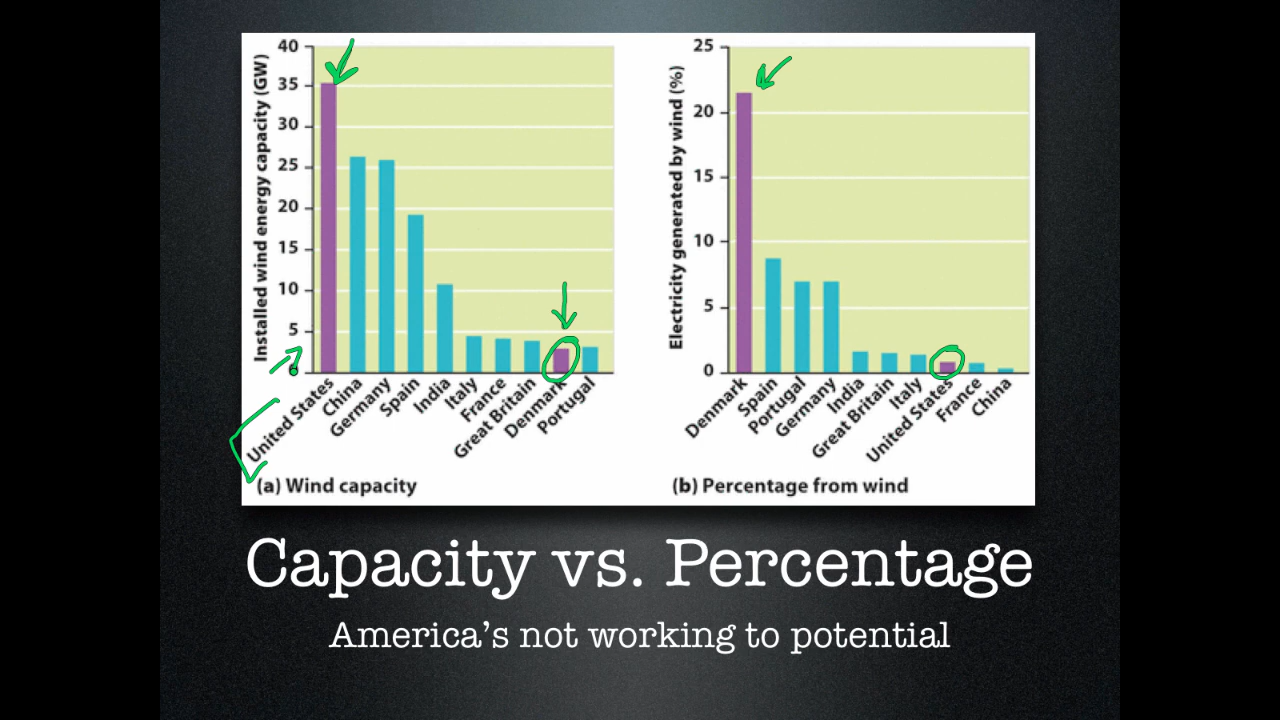 Installed wind energy capacity (GW)
40
35
30
25
20
15
10
5
0
United States
China
Germany
Spain
India
Italy
France
Great Britain
Denmark
Portugal
(a) Wind capacity
Electricity generated by wind (%)
25
20
15
10
5
0
Denmark
Spain
Portugal
Germany
India
Great Britain
Italy
United States
France
China
(b) Percentage from wind
Capacity vs. Percentage
America's not working to potential